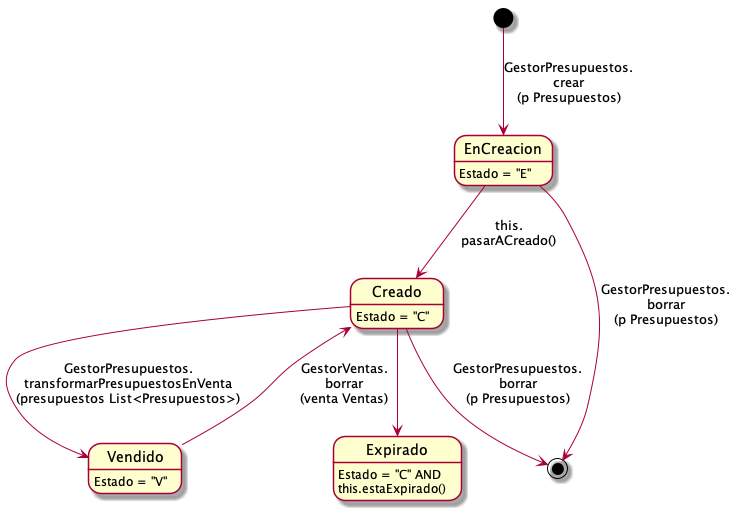 GestorPresupuestos.
crear
(p Presupuestos)
EnCreacion
Estado = "E"
this.
pasarACreado()
GestorPresupuestos.
borrar
(p Presupuestos)
Creado
Estado = "C"
GestorPresupuestos.
transformarPresupuestosEnVenta
(presupuestos List<Presupuestos>)
GestorVentas.
borrar
(venta Ventas)
GestorPresupuestos.
borrar
(p Presupuestos)
Vendido
Estado = "V"
Expirado
Estado = "C" AND
this.estaExpirado()